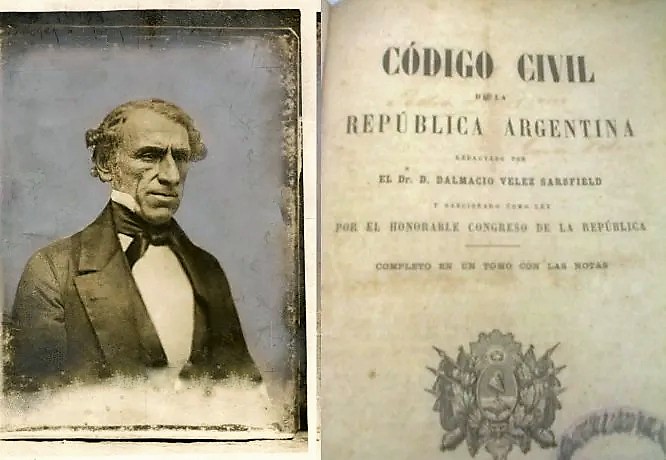 CÓDIGO CIVIL
DE LA
REPÚBLICA ARGENTINA
REDACTADO POR
EL Dr. D. DALMACIO VELEZ SARSFIELD
Y SANCIONADO COMO LEY
POR EL HONORABLE CONGRESO DE LA REPÚBLICA
COMPLETO EN UN TOMO CON LAS NOTAS